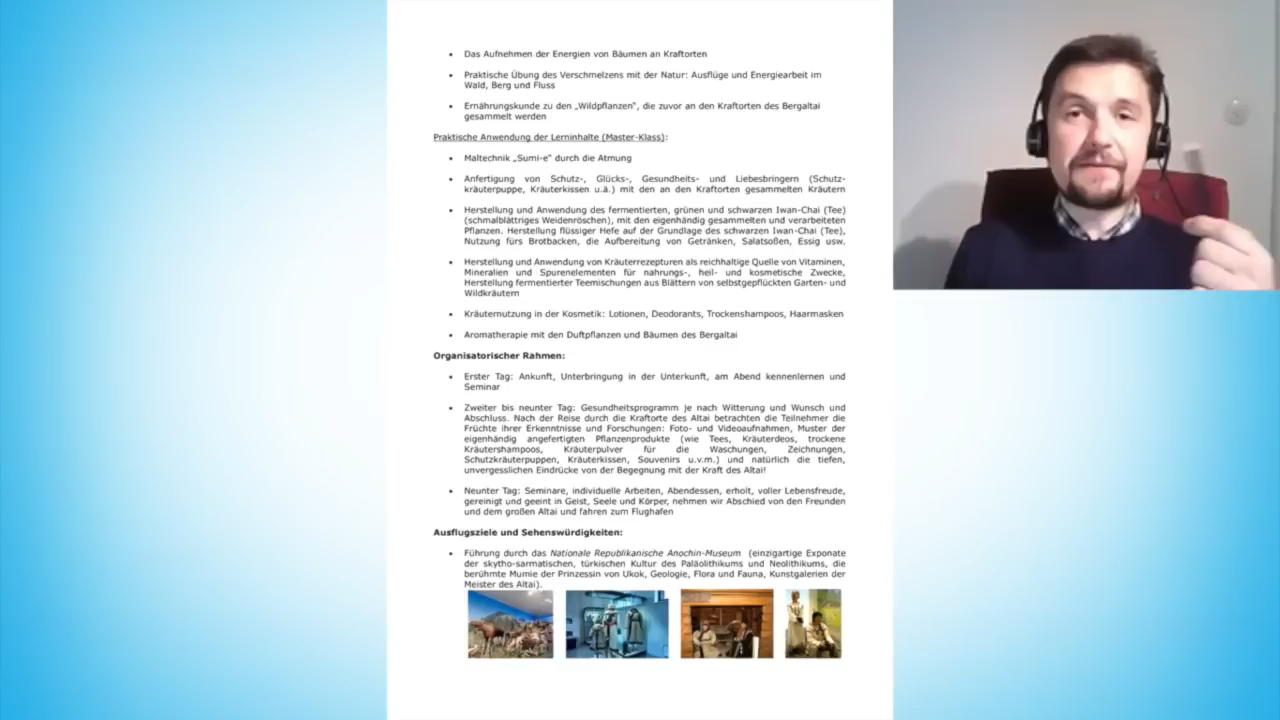 • Das Aufnehmen der Energien von Bäumen an Kraftorten
• Praktische Übung des Verschmelzens mit der Natur: Ausflüge und Energiearbeit im
Wald, Berg und Fluss
• Ernährungskunde zu den „Wildpflanzen", die zuvor an den Kraftorten des Bergaltai
gesammelt werden
Praktische Anwendung der Lerninhalte (Master-Klass):
• Maltechnik „Sumi-e" durch die Atmung
• Anfertigung von Schutz-, Glücks-, Gesundheits- und Liebesbringern (Schutz-
kräuterpuppe, Kräuterkissen u.ä.) mit den an den Kraftorten gesammelten Kräutern
• Herstellung und Anwendung des fermentierten, grünen und schwarzen Iwan-Chai (Tee)
(schmalblättriges Weidenröschen), mit den eigenhändig gesammelten und verarbeiteten
Pflanzen. Herstellung flüssiger Hefe auf der Grundlage des schwarzen Iwan-Chai (Tee),
Nutzung fürs Brotbacken, die Aufbereitung von Getränken, Salatsoßen, Essig usw.
• Herstellung und Anwendung von Kräuterrezepturen als reichhaltige Quelle von Vitaminen,
Mineralien und Spurenelementen für nahrungs-, heil- und kosmetische Zwecke,
Herstellung fermentierter Teemischungen aus Blättern von selbstgepflückten Garten- und
Wildkräutern
• Kräuternutzung in der Kosmetik: Lotionen, Deodorants, Trockenshampoos, Haarmasken
• Aromatherapie mit den Duftpflanzen und Bäumen des Bergaltai
Organisatorischer Rahmen:
• Erster Tag: Ankunft, Unterbringung in der Unterkunft, am Abend kennenlernen und
Seminar
• Zweiter bis neunter Tag: Gesundheitsprogramm je nach Witterung und Wunsch und
Abschluss. Nach der Reise durch die Kraftorte des Altai betrachten die Teilnehmer die
Früchte ihrer Erkenntnisse und Forschungen: Foto- und Videoaufnahmen, Muster der
eigenhändig angefertigten Pflanzenprodukte (wie Tees, Kräuterdeos, trockene
Kräutershampoos, Kräuterpulver für die Waschungen, Zeichnungen,
Schutzkräuterpuppen, Kräuterkissen, Souvenirs u.v.m.) und natürlich die tiefen,
unvergesslichen Eindrücke von der Begegnung mit der Kraft des Altai!
• Neunter Tag: Seminare, individuelle Arbeiten, Abendessen, erholt, voller Lebensfreude,
gereinigt und geeint in Geist, Seele und Körper, nehmen wir Abschied von den Freunden
und dem großen Altai und fahren zum Flughafen
Ausflugsziele und Sehenswürdigkeiten:
• Führung durch das Nationale Republikanische Anochin-Museum (einzigartige Exponate
der skytho-sarmatischen, türkischen Kultur des Paläolithikums und Neolithikums, die
berühmte Mumie der Prinzessin von Ukok, Geologie, Flora und Fauna, Kunstgalerien der
Meister des Altai).